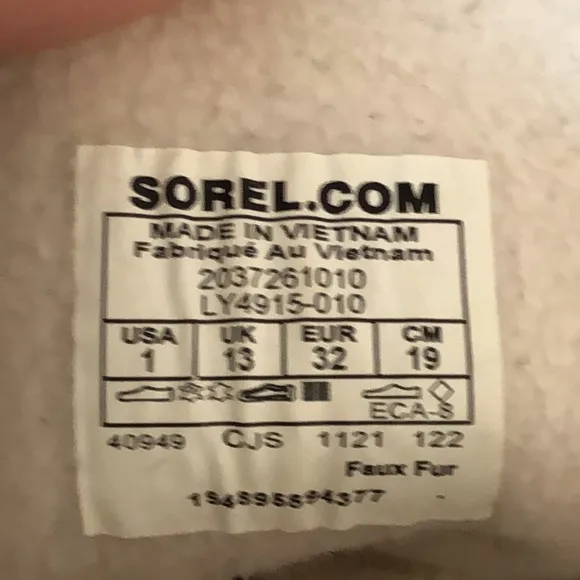 SOREL.COM
MADE IN VIETNAM
Fabriqué Au Vietnam
2037261010
LY4915-010
USA UK EUR CM
1 13 32 19
ECA-S
40949 CJS 1121 122
Faux Fur